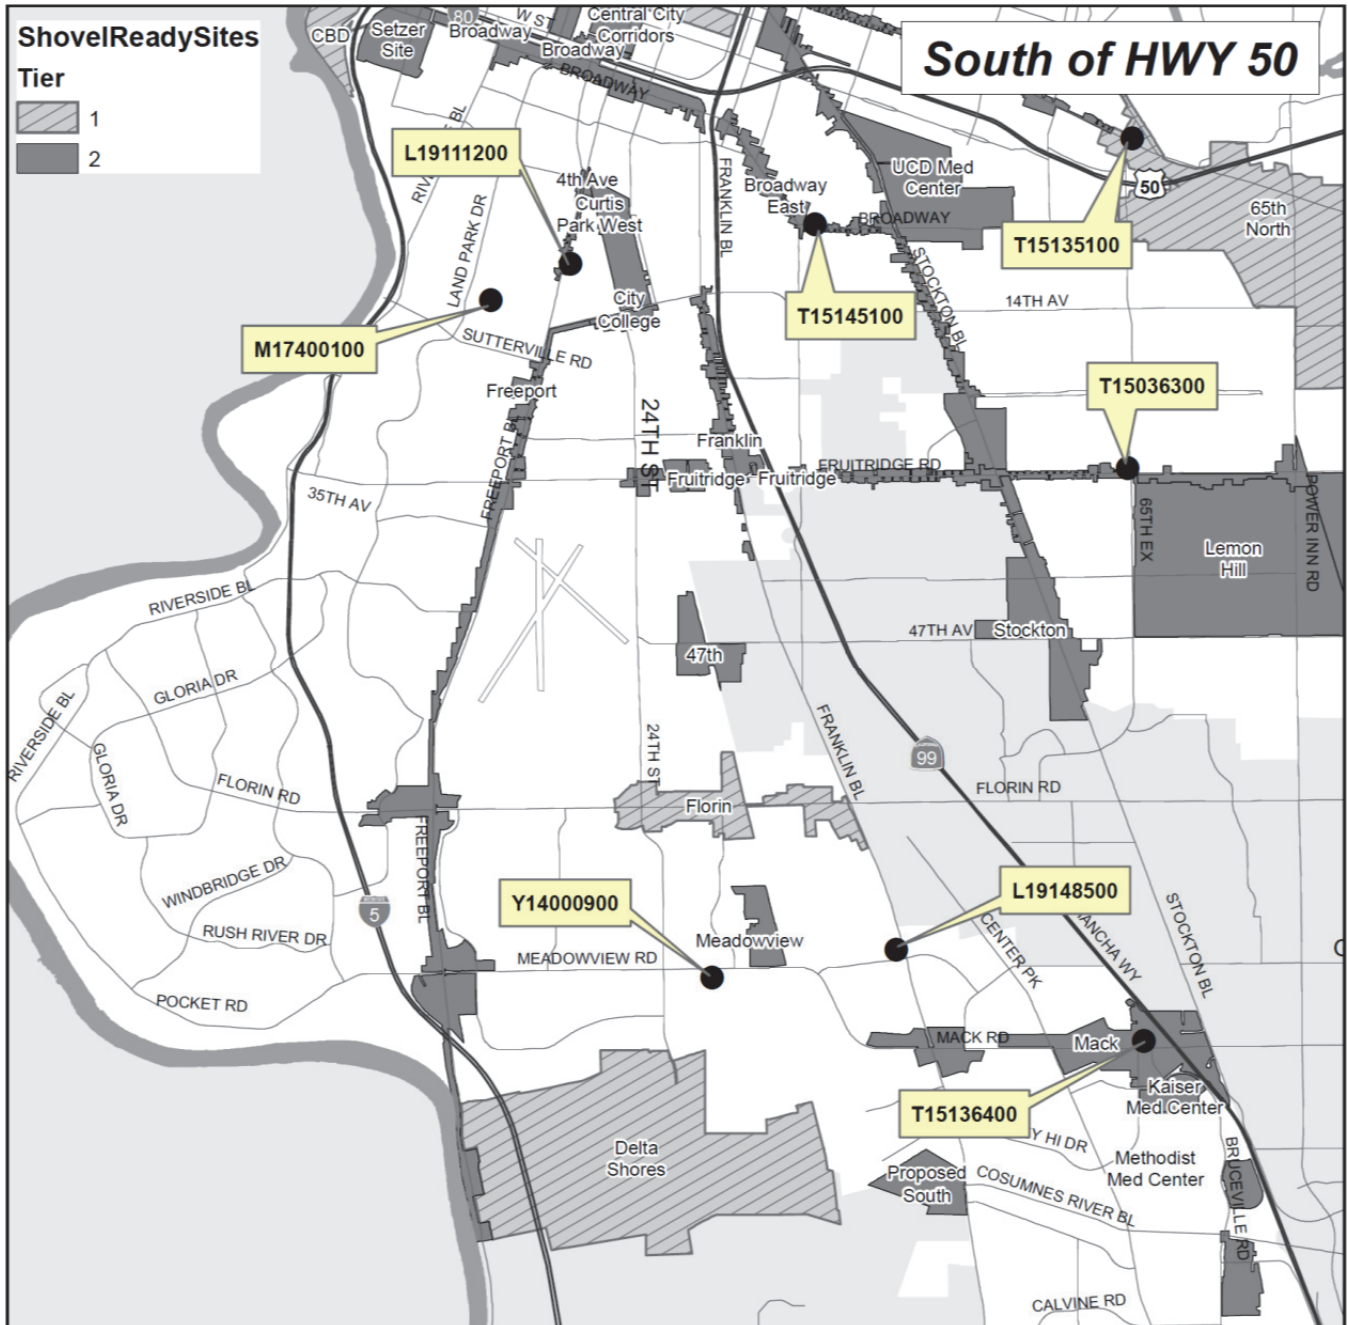 ShovelReadySites
Tier
1
2
South of HWY 50
CBD
Setzer
Site
80
Broadway
W ST
Broadway
Central City
Corridors
BROADWAY
L19111200
4th Ave
Curtis
Park West
LAND PARK DR
M17400100
SUTTERVILLE RD
City
College
FRANKLIN BL
Broadway
East
BROADWAY
UCD Med
Center
T15145100
STOCKTON BL
50
T15135100
65th
North
14TH AV
Freeport
FREEPORT BL
24TH ST
Franklin
Fruitridge
Fruitridge
FRUITRIDGE RD
T15036300
35TH AV
65TH EX
Lemon
Hill
POWER INN RD
RIVERSIDE BL
47TH AV
Stockton
47th
GLORIA DR
RIVERSIDE BL
GLORIA DR
24TH ST
FRANKLIN BL
99
FLORIN RD
FLORIN RD
Florin
FREEPORT BL
WINDBRIDGE DR
5
RUSH RIVER DR
Y14000900
Meadowview
MEADOWVIEW RD
L19148500
CENTER PK
STOCKTON BL
POCKET RD
MACK RD
Mack
Kaiser
Med Center
T15136400
Y HI DR
Methodist
Med Center
Delta
Shores
Proposed
South
COSUMNES RIVER BL
BRUCEVILLE RD
CALVINE RD